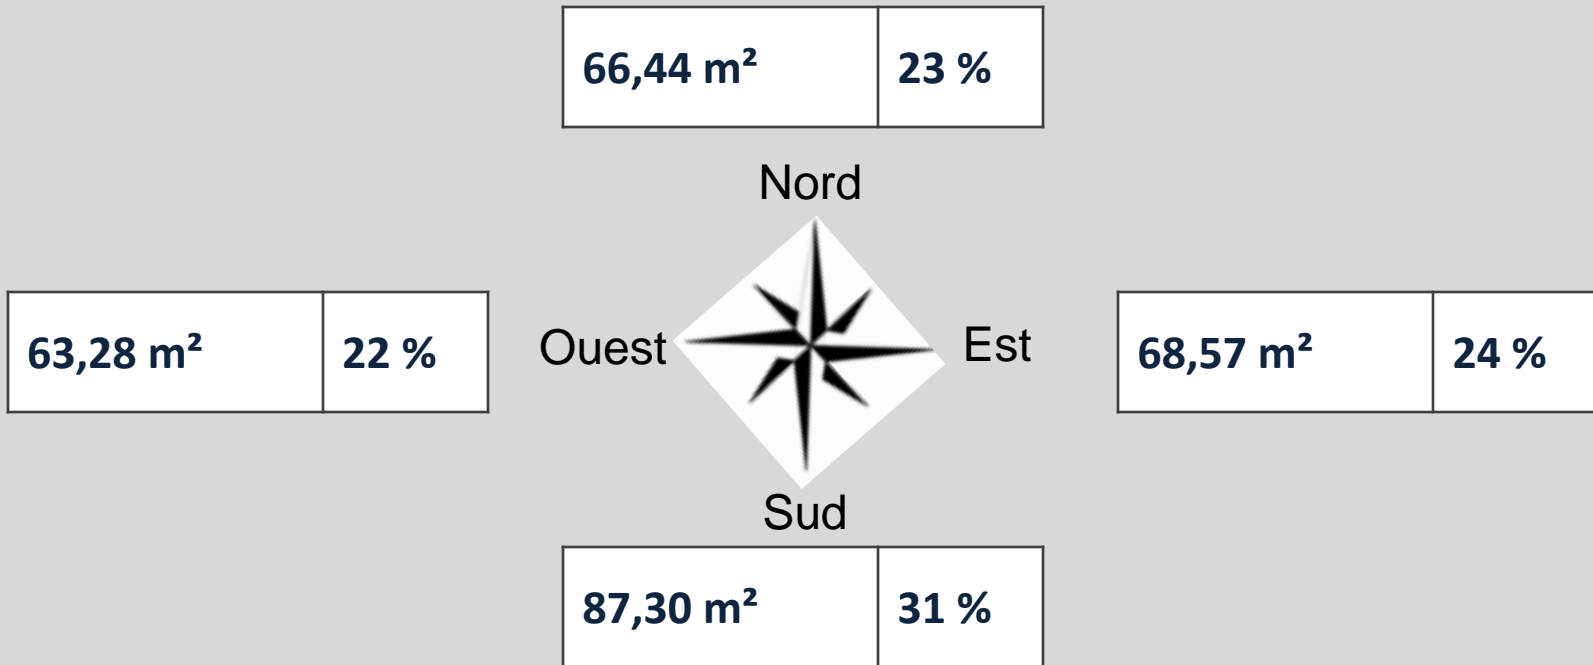 66,44 m² 23 %
Nord
63,28 m² 22 % Ouest Est 68,57 m² 24 %
Sud
87,30 m² 31 %